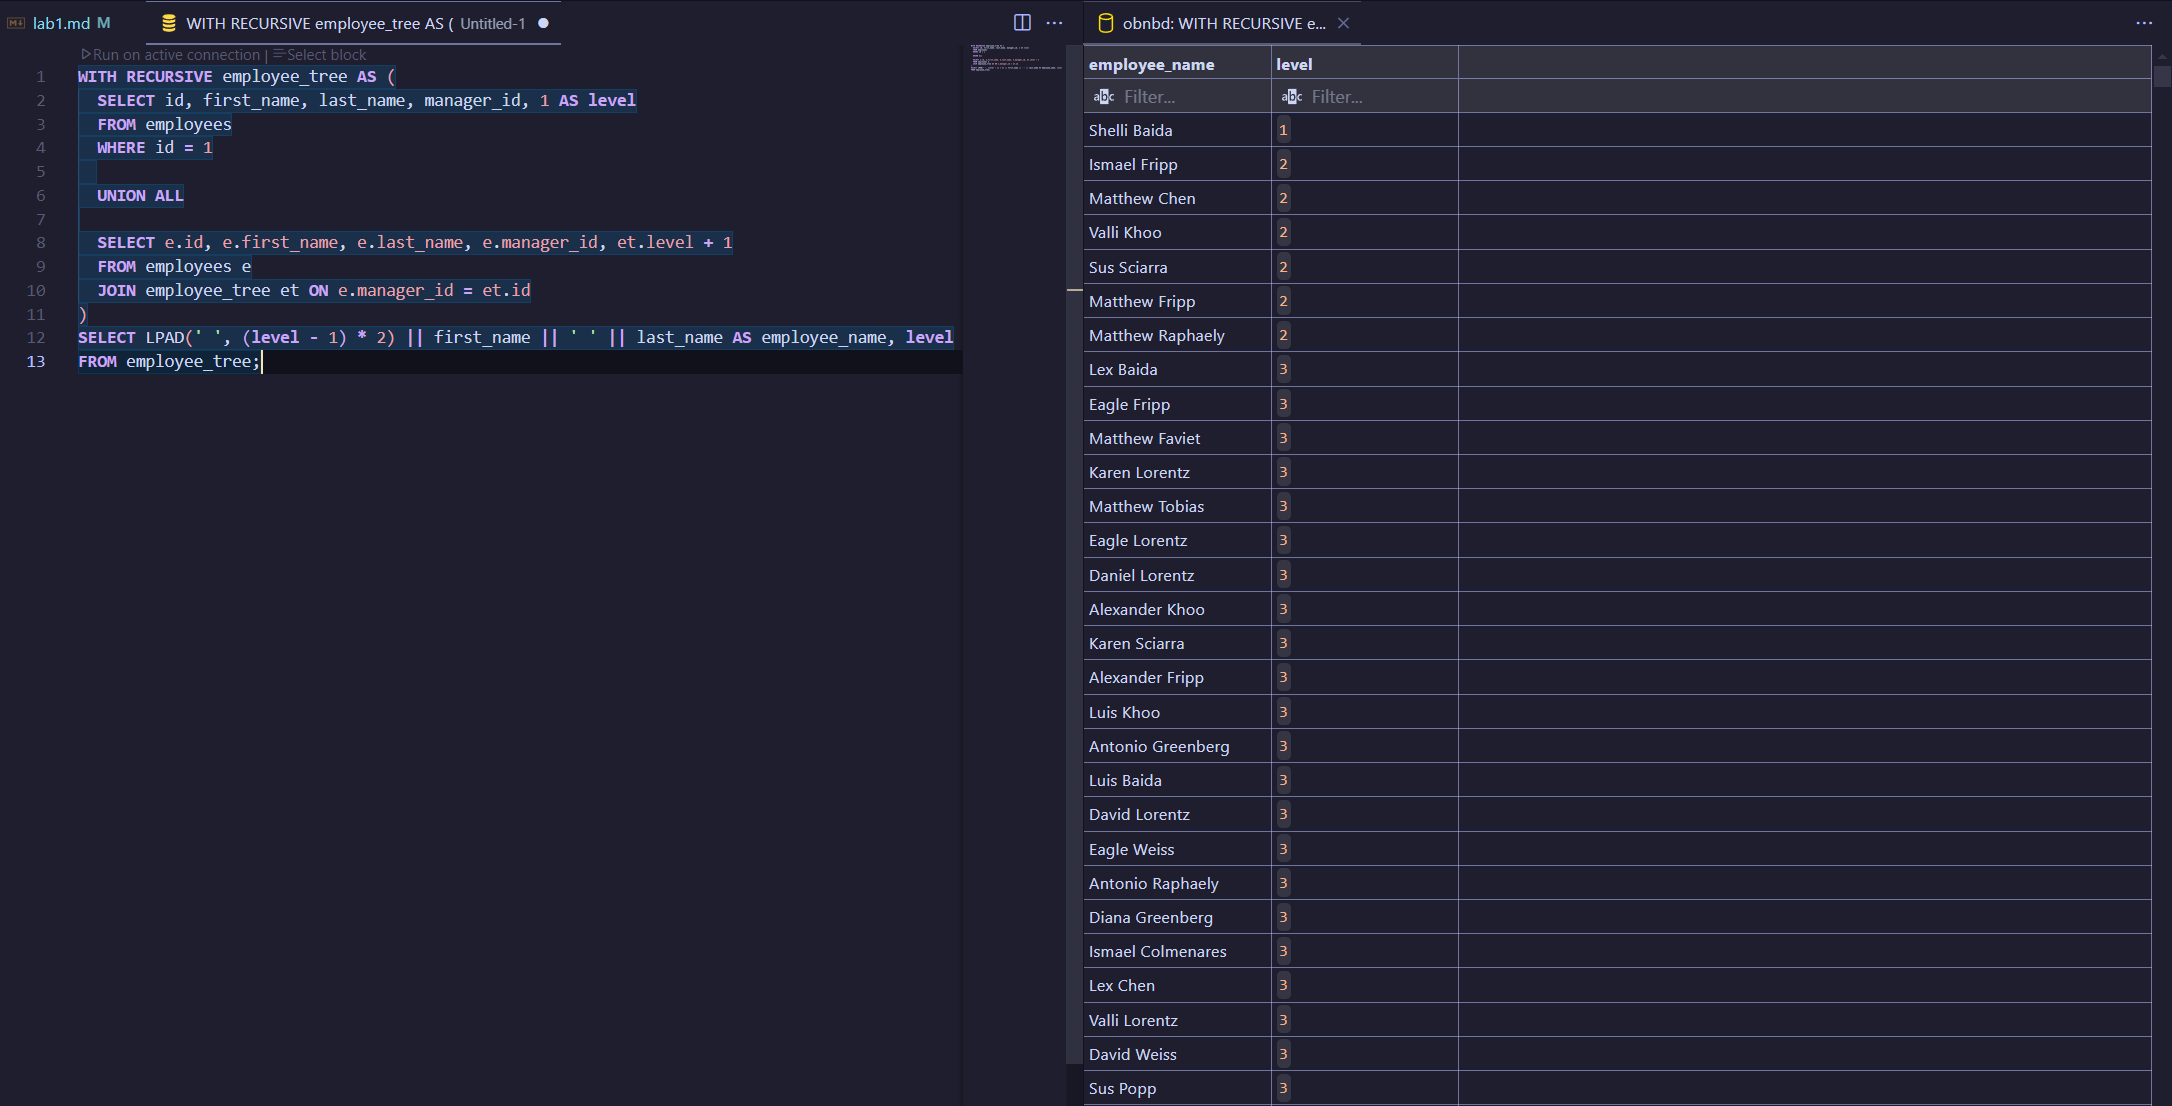 lab1.md M
WITH RECURSIVE employee_tree AS ( Untitled-1
Run on active connection | Select block
1 WITH RECURSIVE employee_tree AS (
2 SELECT id, first_name, last_name, manager_id, 1 AS level
3 FROM employees
4 WHERE id = 1
5
6 UNION ALL
7
8 SELECT e.id, e.first_name, e.last_name, e.manager_id, et.level + 1
9 FROM employees e
10 JOIN employee_tree et ON e.manager_id = et.id
11 )
12 SELECT LPAD(' ', (level - 1) * 2) || first_name || ' ' || last_name AS employee_name, level
13 FROM employee_tree;
obnbd: WITH RECURSIVE e...
employee_name level
abc Filter... abc Filter...
Shelli Baida 1
Ismael Fripp 2
Matthew Chen 2
Valli Khoo 2
Sus Sciarra 2
Matthew Fripp 2
Matthew Raphaely 2
Lex Baida 3
Eagle Fripp 3
Matthew Faviet 3
Karen Lorentz 3
Matthew Tobias 3
Eagle Lorentz 3
Daniel Lorentz 3
Alexander Khoo 3
Karen Sciarra 3
Alexander Fripp 3
Luis Khoo 3
Antonio Greenberg 3
Luis Baida 3
David Lorentz 3
Eagle Weiss 3
Antonio Raphaely 3
Diana Greenberg 3
Ismael Colmenares 3
Lex Chen 3
Valli Lorentz 3
David Weiss 3
Sus Popp 3